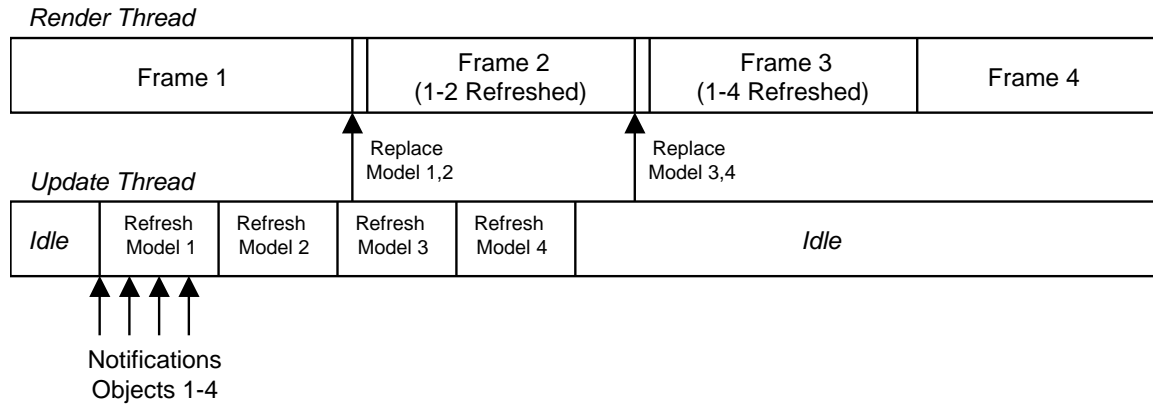 Render Thread
Frame 1
Frame 2
(1-2 Refreshed)
Frame 3
(1-4 Refreshed)
Frame 4
Replace
Model 1,2
Replace
Model 3,4
Update Thread
Idle
Refresh
Model 1
Refresh
Model 2
Refresh
Model 3
Refresh
Model 4
Idle
Notifications
Objects 1-4